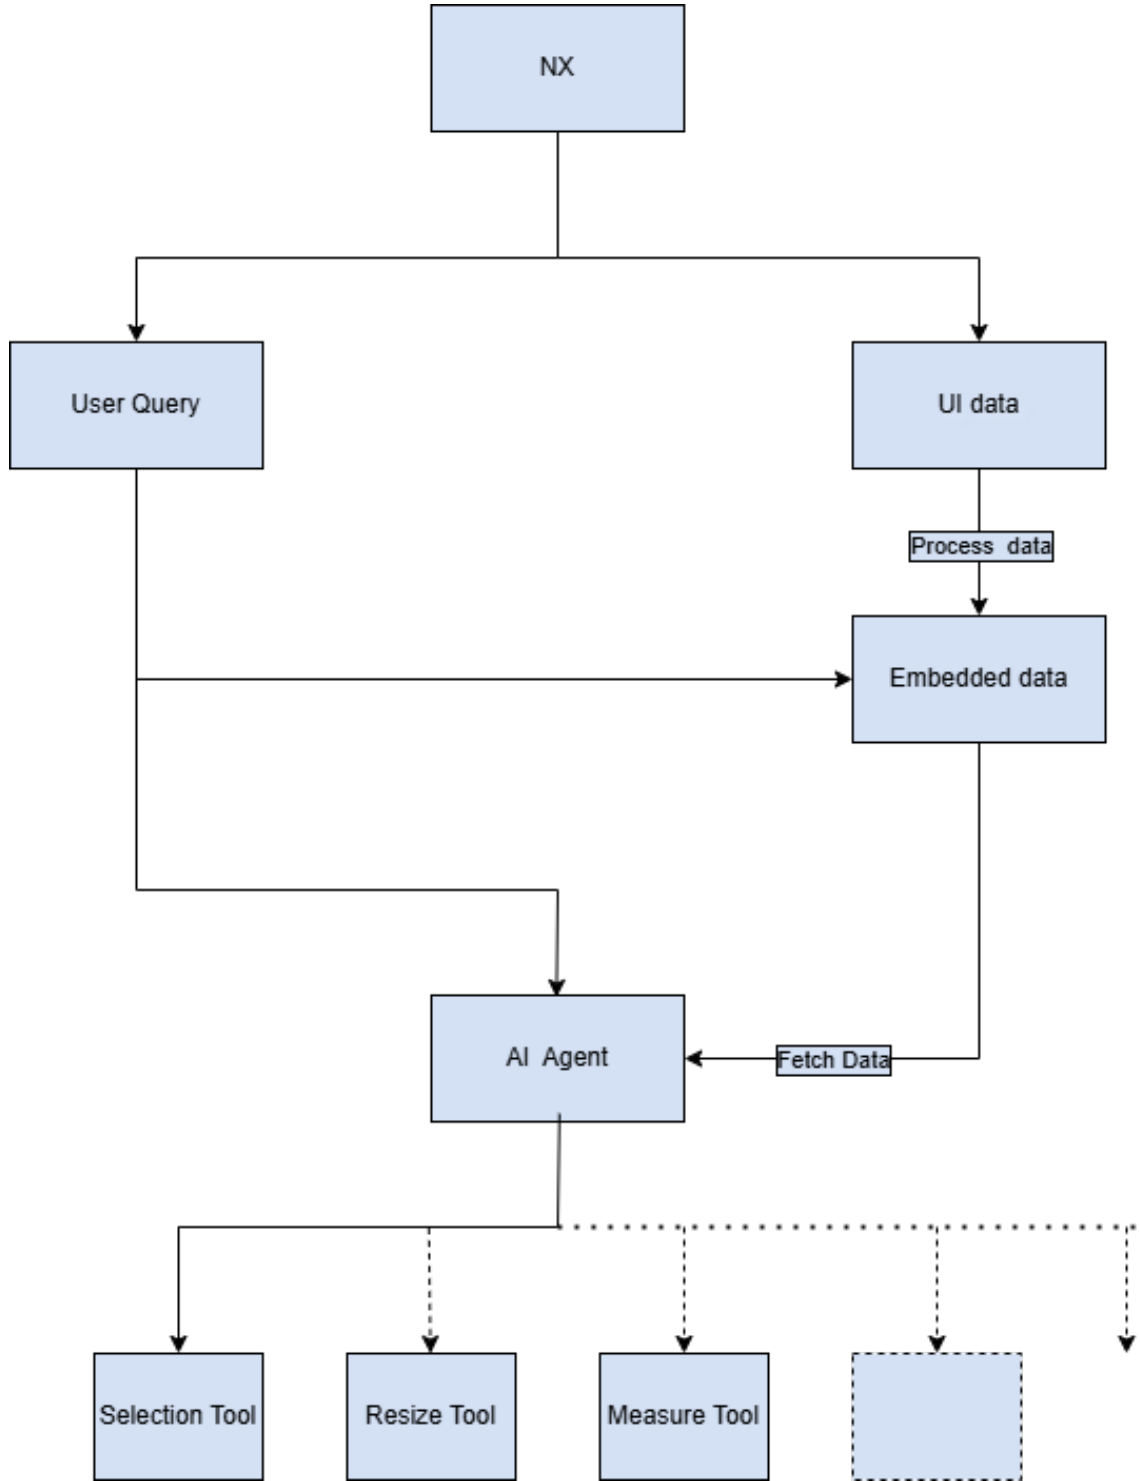 NX
User Query
UI data
Process data
Embedded data
AI Agent
Fetch Data
Selection Tool
Resize Tool
Measure Tool